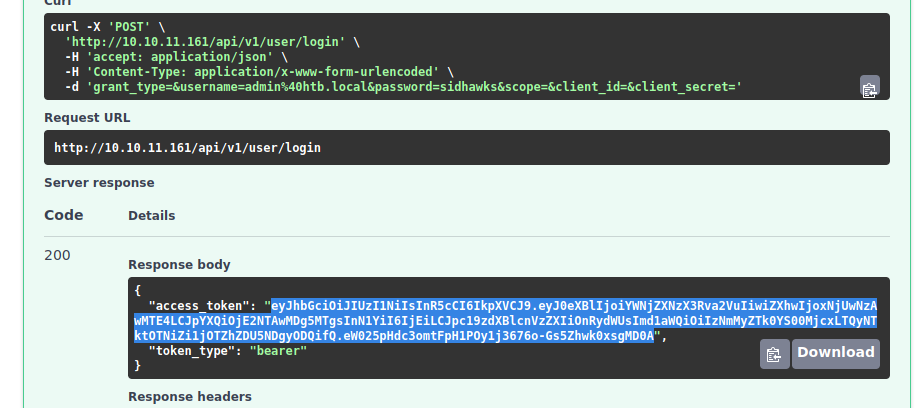 Curl
curl -X 'POST' \
'http://10.10.11.161/api/v1/user/login' \
-H 'accept: application/json' \
-H 'Content-Type: application/x-www-form-urlencoded' \
-d 'grant_type=&username=admin%40htb.local&password=sidhawks&scope=&client_id=&client_secret='
Request URL
http://10.10.11.161/api/v1/user/login
Server response
Code Details
200
Response body
{
"access_token": "eyJhbGciOiJIUzI1NiIsInR5cCI6IkpXVCJ9.eyJ0eXBlIjoiYWNjZXNzX3Rva2VuIiwiZXhwIjoxNjUwNzA
wMTE4LCJpYXQiOjE2NTAwMDg5MTgsInN1YiI6IjEiLCJpc19zdXBlcnVzZXIiOnRydWUsImd1aWQiOiIzNmMyZTk0YS00MjcxLTQyNT
ktOTNiZi1jOTZhZDU5NDgyODQifQ.eW025pHdc3omtFpH1POy1j3676o-Gs5Zhwk0xsgMD0A",
"token_type": "bearer"
}
Download
Response headers